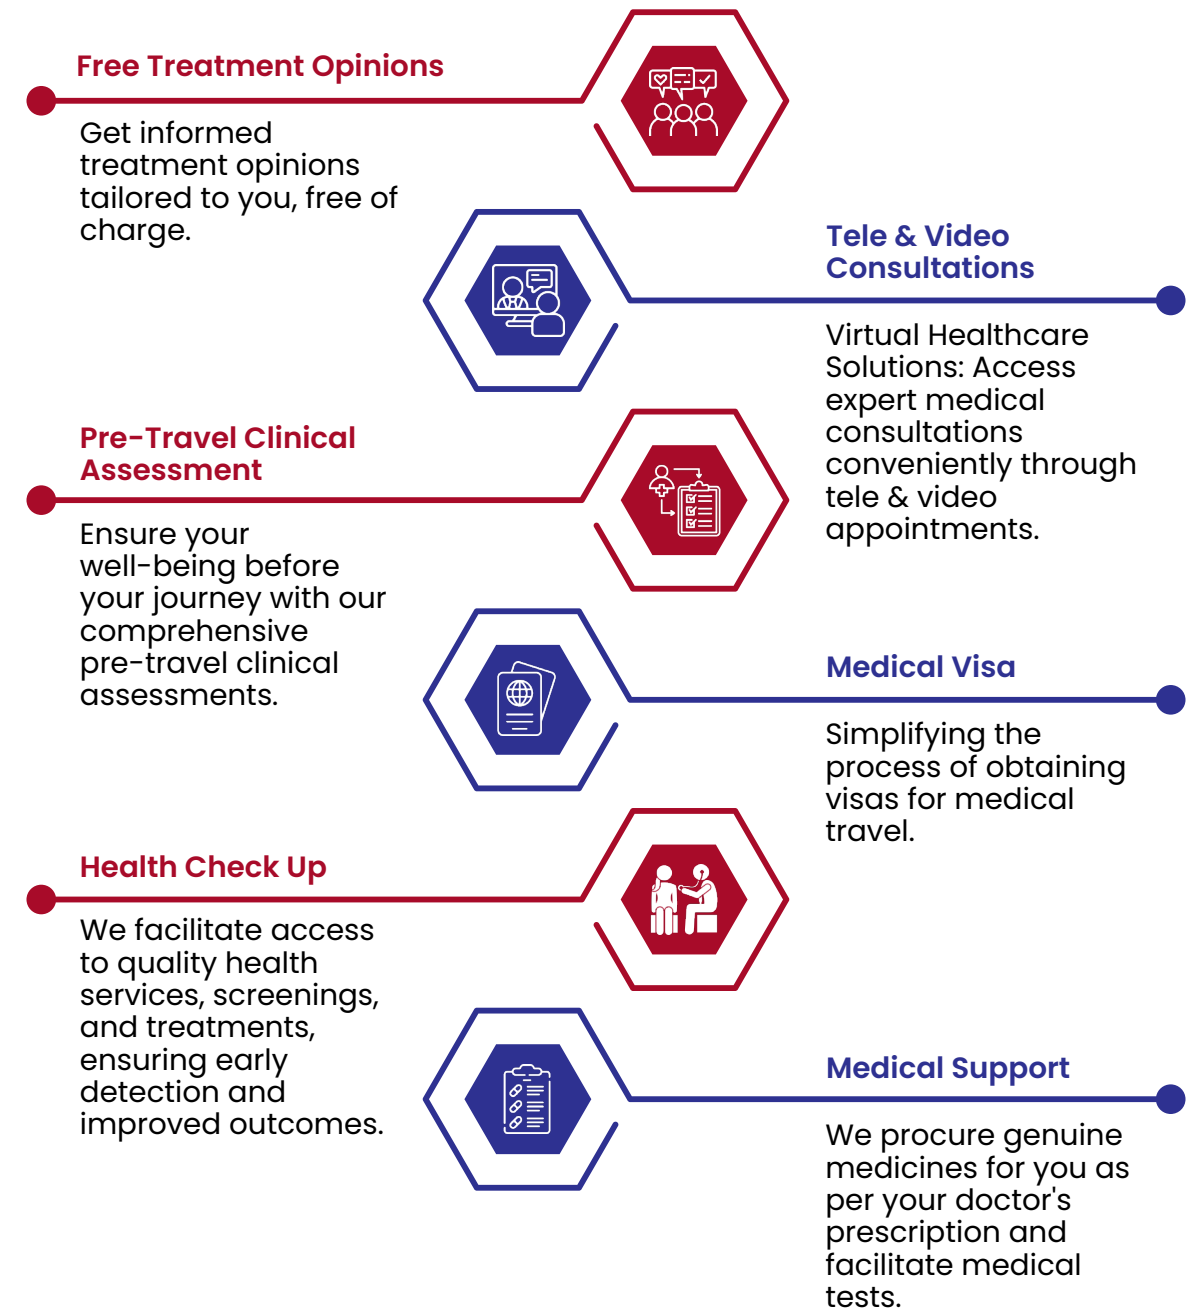 Free Treatment Opinions
Get informed
treatment opinions
tailored to you, free of
charge.
Tele & Video
Consultations
Virtual Healthcare
Solutions: Access
expert medical
consultations
conveniently through
tele & video
appointments.
Pre-Travel Clinical
Assessment
Ensure your
well-being before
your journey with our
comprehensive
pre-travel clinical
assessments.
Medical Visa
Simplifying the
process of obtaining
visas for medical
travel.
Health Check Up
We facilitate access
to quality health
services, screenings,
and treatments,
ensuring early
detection and
improved outcomes.
Medical Support
We procure genuine
medicines for you as
per your doctor's
prescription and
facilitate medical
tests.